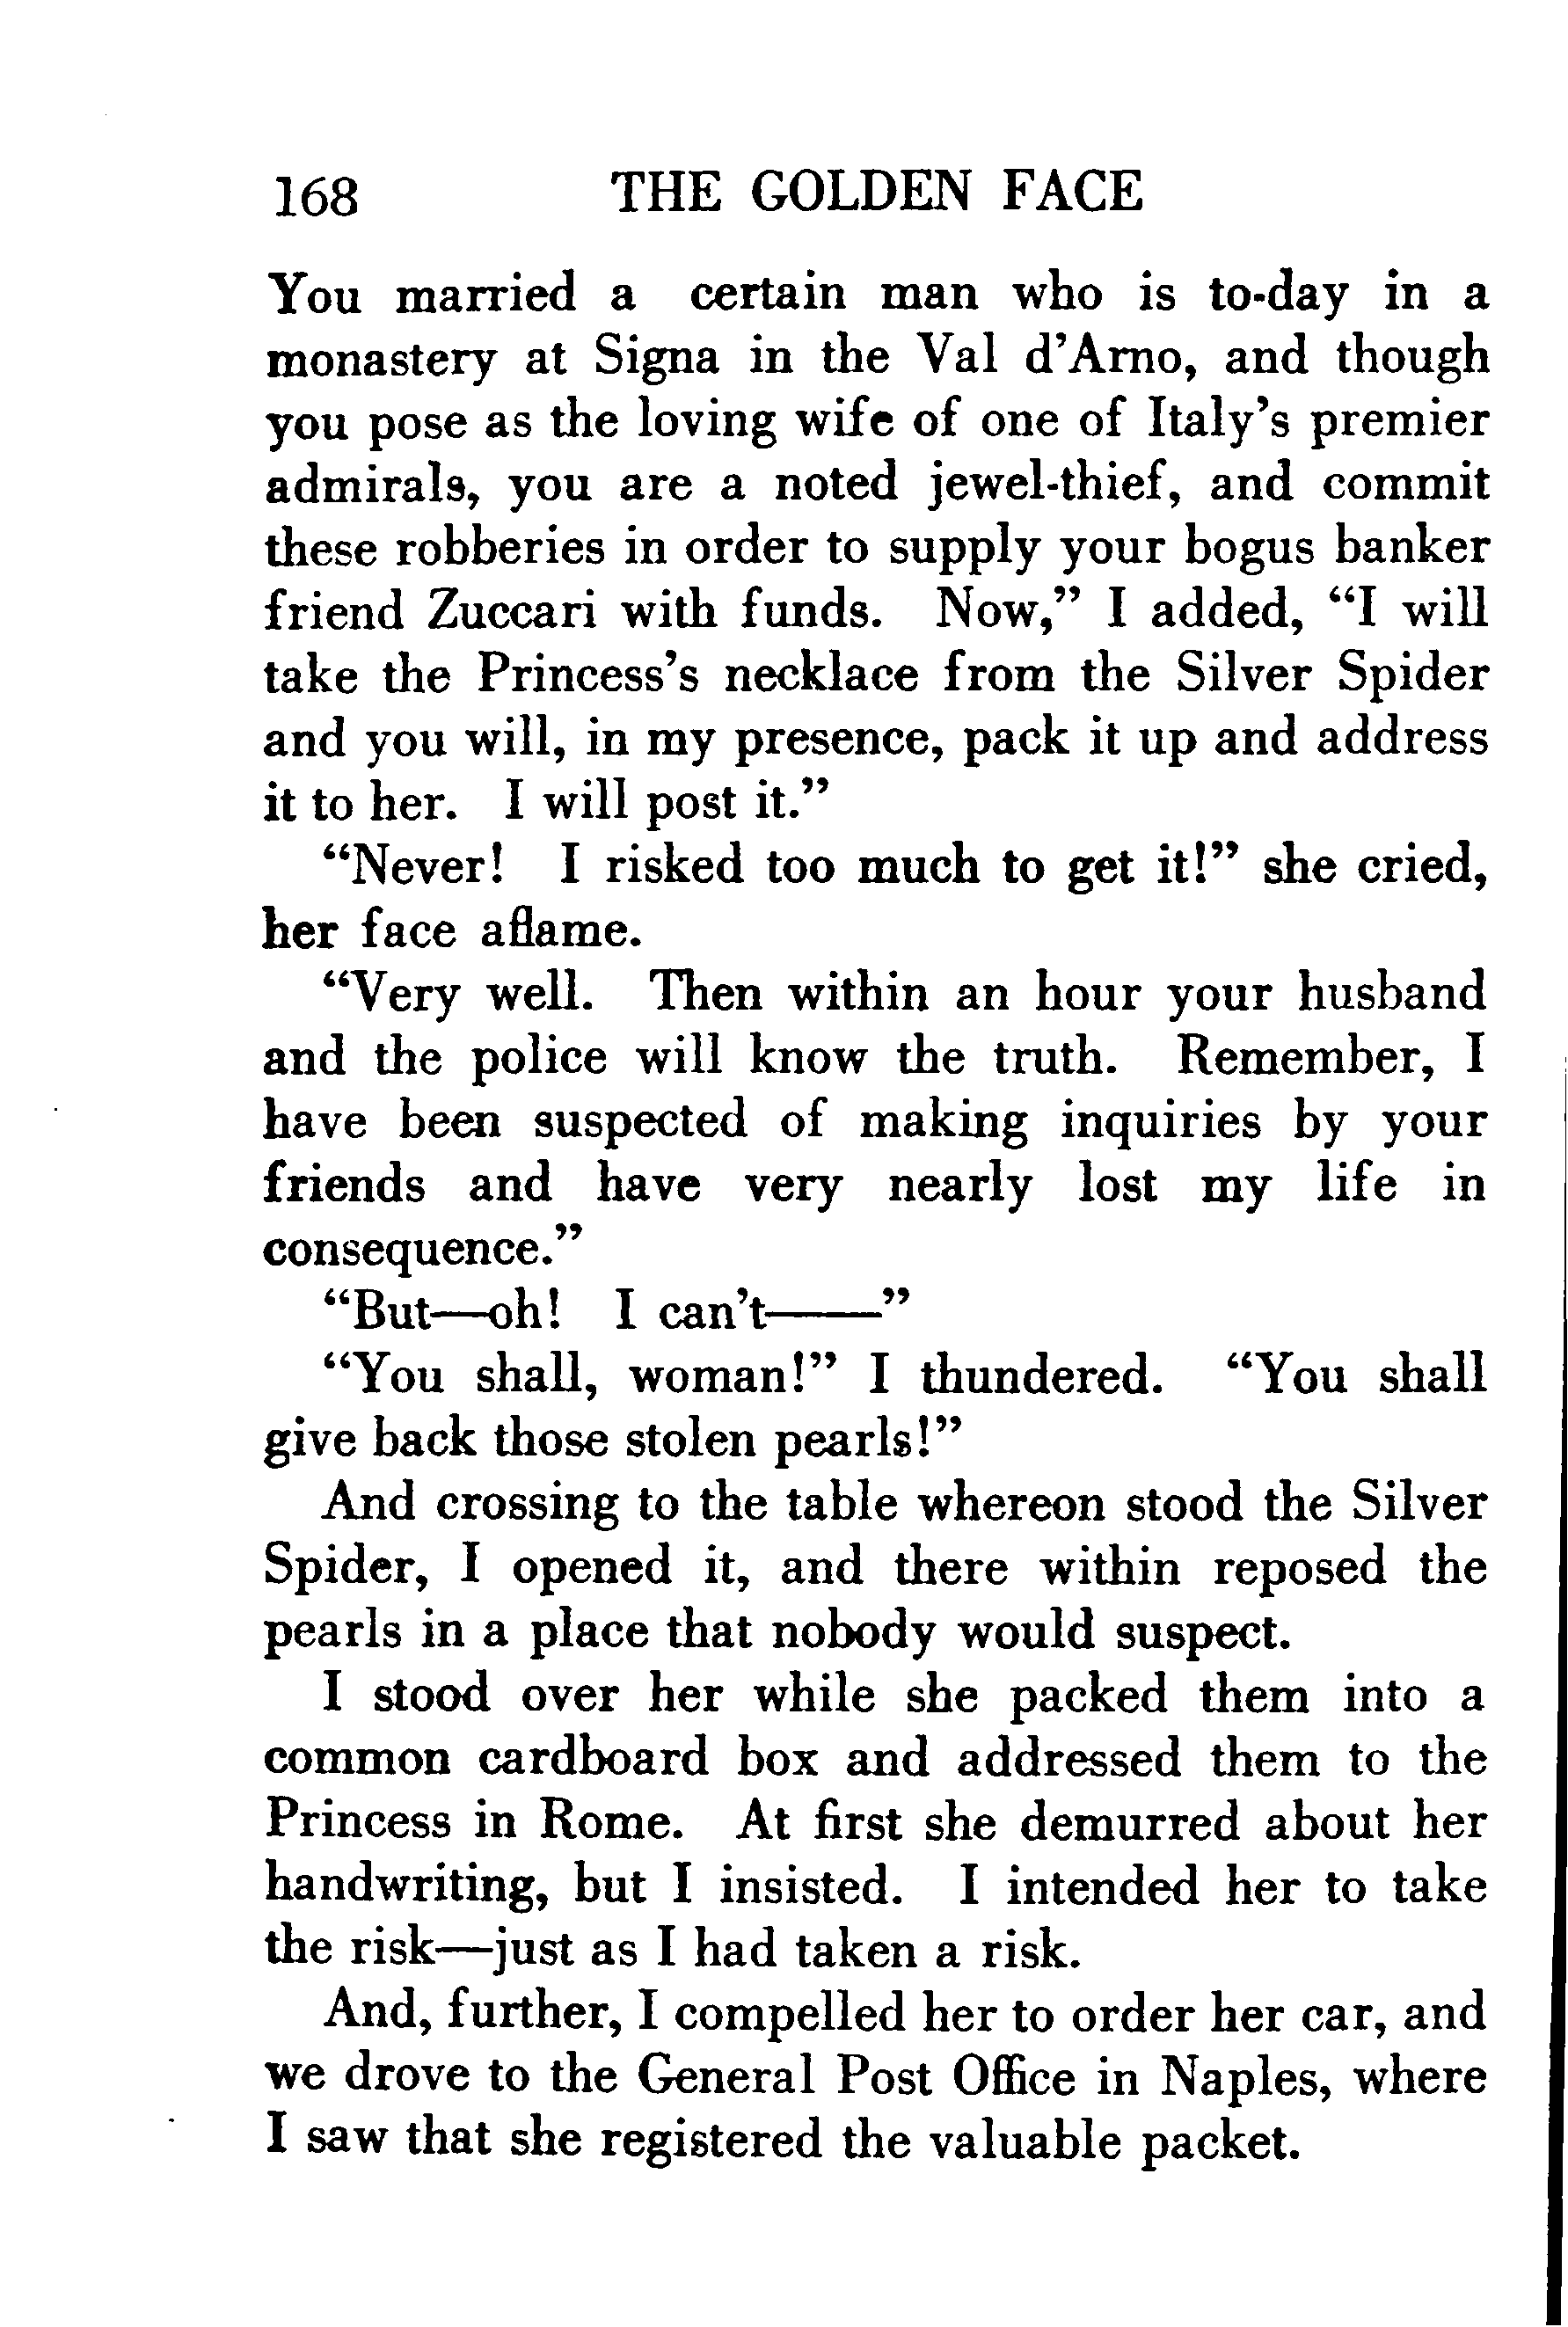 168 THE GOLDEN FACE
You married a certain man who is to-day in a
monastery at Signa in the Val d'Arno, and though
you pose as the loving wife of one of Italy's premier
admirals, you are a noted jewel-thief, and commit
these robberies in order to supply your bogus banker
friend Zuccari with funds. Now,” I added, “I will
take the Princess's necklace from the Silver Spider
and you will, in my presence, pack it up and address
it to her. I will post it.”
“Never! I risked too much to get it!” she cried,
her face aflame.
“Very well. Then within an hour your husband
and the police will know the truth. Remember, I
have been suspected of making inquiries by your
friends and have very nearly lost my life in
consequence.”
“But—oh! I can't——”
“You shall, woman!” I thundered. “You shall
give back those stolen pearls!”
And crossing to the table whereon stood the Silver
Spider, I opened it, and there within reposed the
pearls in a place that nobody would suspect.
I stood over her while she packed them into a
common cardboard box and addressed them to the
Princess in Rome. At first she demurred about her
handwriting, but I insisted. I intended her to take
the risk—just as I had taken a risk.
And, further, I compelled her to order her car, and
we drove to the General Post Office in Naples, where
I saw that she registered the valuable packet.